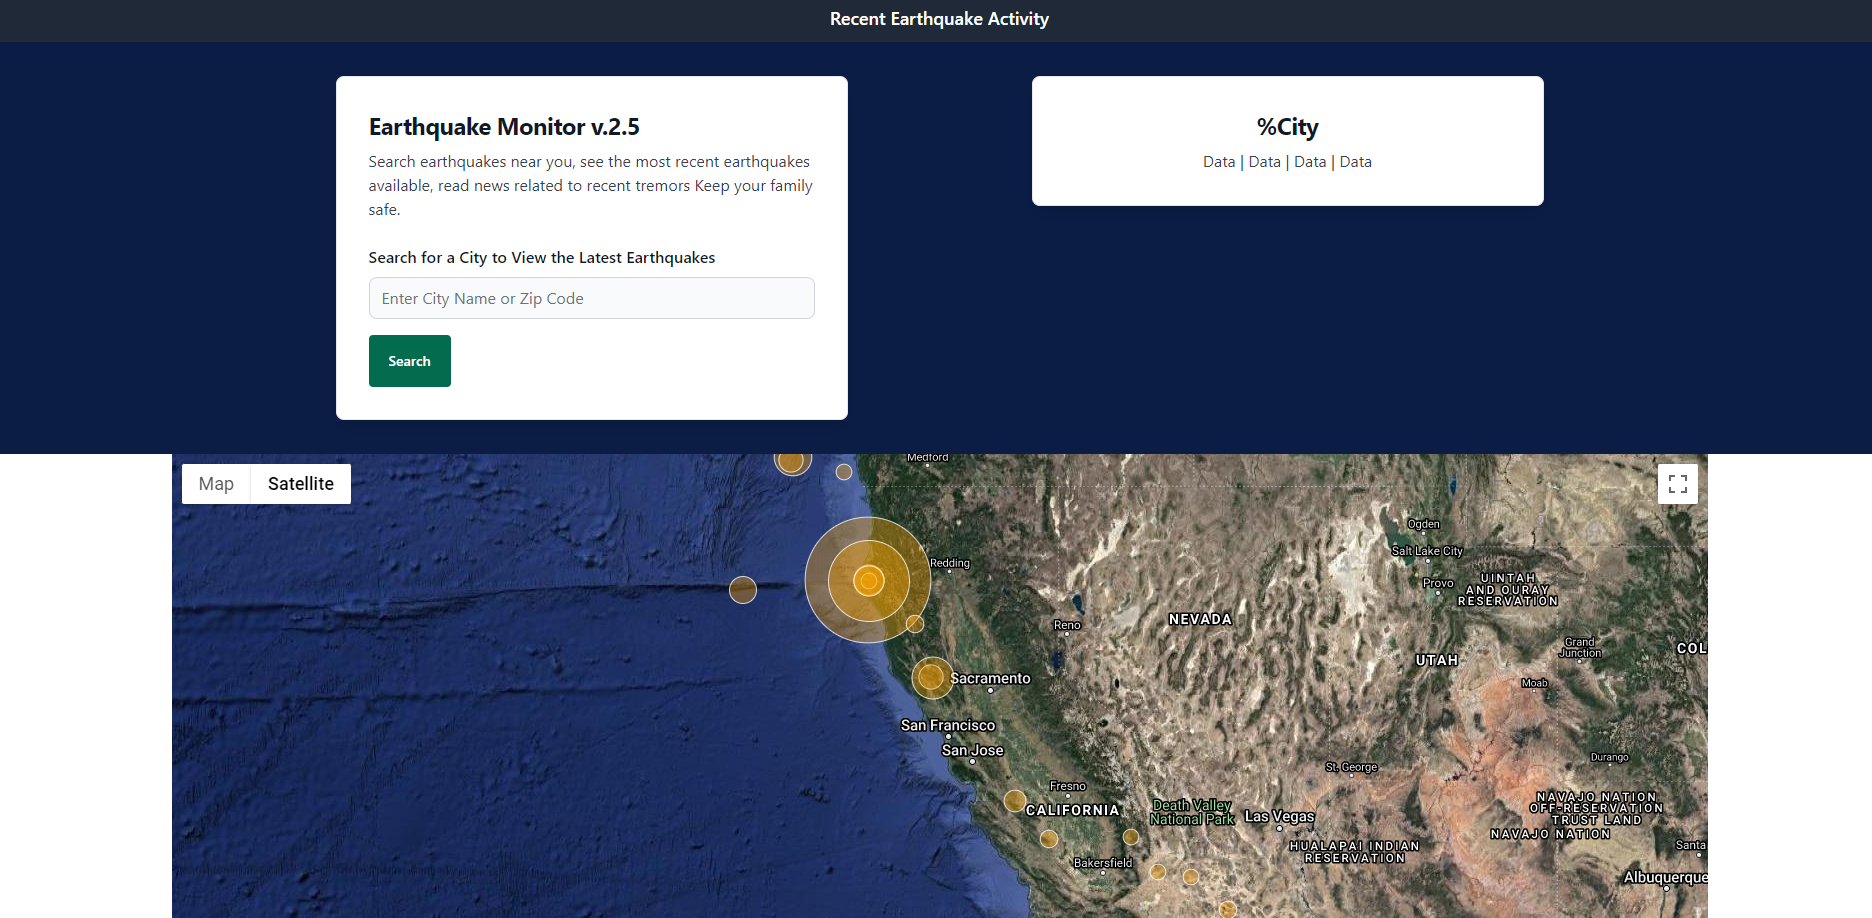 Recent Earthquake Activity
Earthquake Monitor v.2.5
Search earthquakes near you, see the most recent earthquakes
available, read news related to recent tremors Keep your family
safe.
Search for a City to View the Latest Earthquakes
Enter City Name or Zip Code
Search
%City
Data | Data | Data | Data
Map
Satellite
Medford
Ogden
Salt Lake City
Redding
Provo
UINTAH
AND OURAY
RESERVATION
Reno
NEVADA
Grand
Junction
COL
UTAH
Sacramento
Moab
San Francisco
San Jose
Durango
St. George
Fresno
CALIFORNIA
Death Valley
National Park
Las Vegas
NAVAJO NATION
OFF-RESERVATION
TRUST LAND
NAVAJO NATION
HUALAPAI INDIAN
RESERVATION
Santa
Bakersfield
Albuquerque